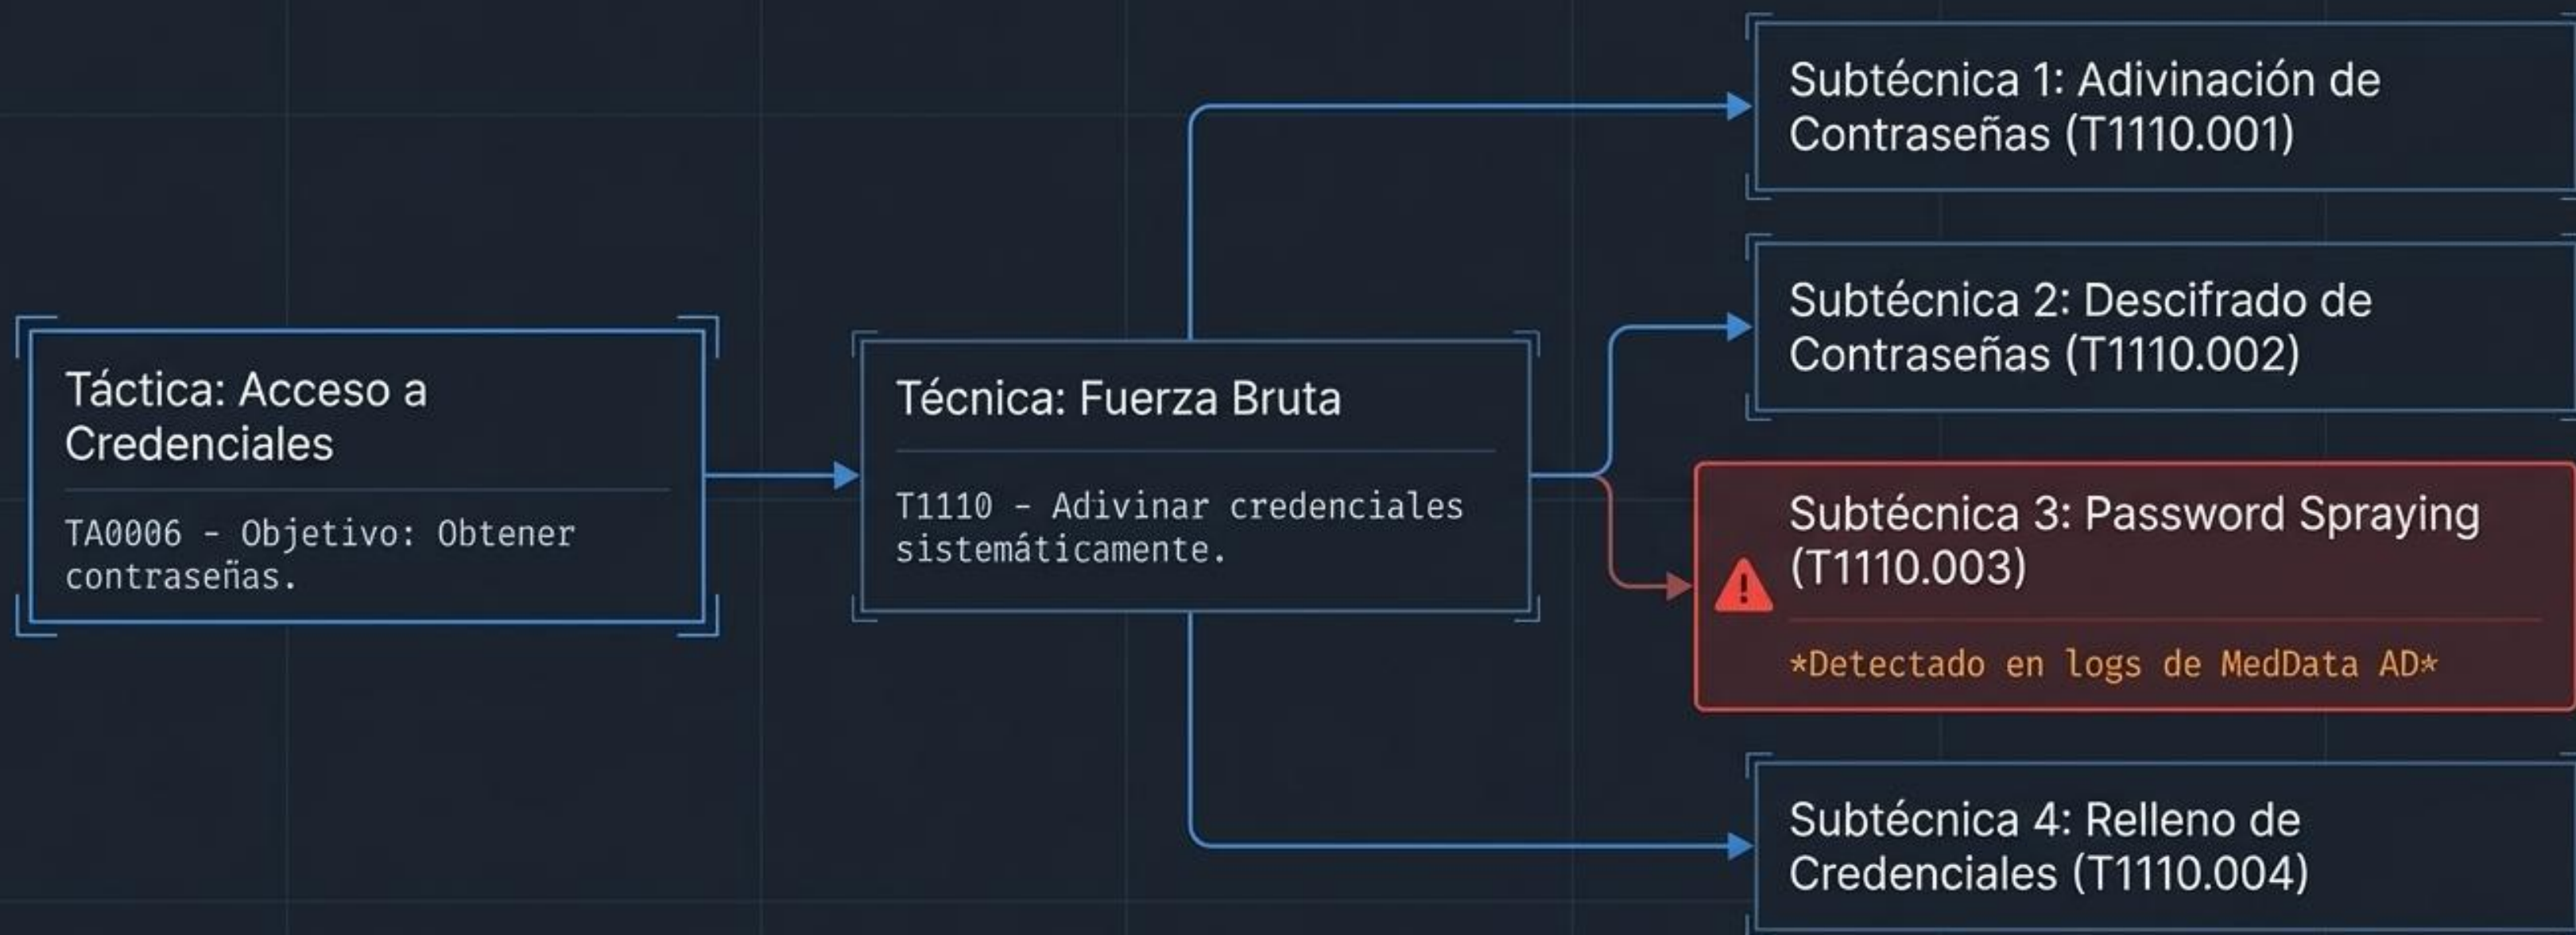 Táctica: Acceso a
Credenciales
TA0006 - Objetivo: Obtener
contraseñas.
Técnica: Fuerza Bruta
T1110 - Adivinar credenciales
sistemáticamente.
Subtécnica 1: Adivinación de
Contraseñas (T1110.001)
Subtécnica 2: Descifrado de
Contraseñas (T1110.002)
Subtécnica 3: Password Spraying
(T1110.003)
*Detectado en logs de MedData AD*
Subtécnica 4: Relleno de
Credenciales (T1110.004)